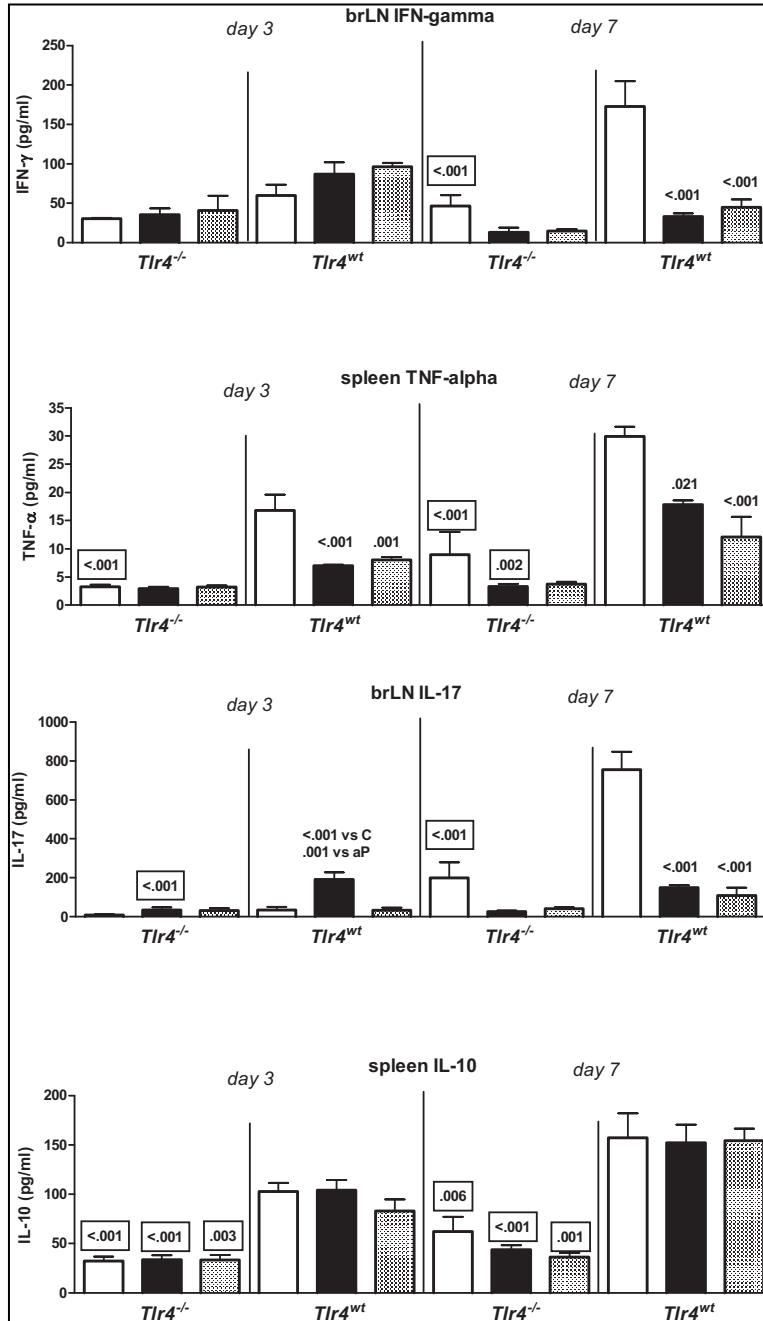 brLN IFN-gamma
day 3
day 7
IFN-γ (pg/ml)
250
200
150
100
50
0
<.001
<.001
<.001
Tlr4-/-
Tlr4wt
Tlr4-/-
Tlr4wt
spleen TNF-alpha
day 3
day 7
TNF-α (pg/ml)
35
30
25
20
15
10
5
0
<.001
<.001
.001
<.001
.002
.021
<.001
Tlr4-/-
Tlr4wt
Tlr4-/-
Tlr4wt
brLN IL-17
day 3
day 7
IL-17 (pg/ml)
1000
800
600
400
200
0
<.001
<.001 vs C
.001 vs aP
<.001
<.001
<.001
Tlr4-/-
Tlr4wt
Tlr4-/-
Tlr4wt
spleen IL-10
day 3
day 7
IL-10 (pg/ml)
200
150
100
50
0
<.001
<.001
.003
.006
<.001
.001
Tlr4-/-
Tlr4wt
Tlr4-/-
Tlr4wt